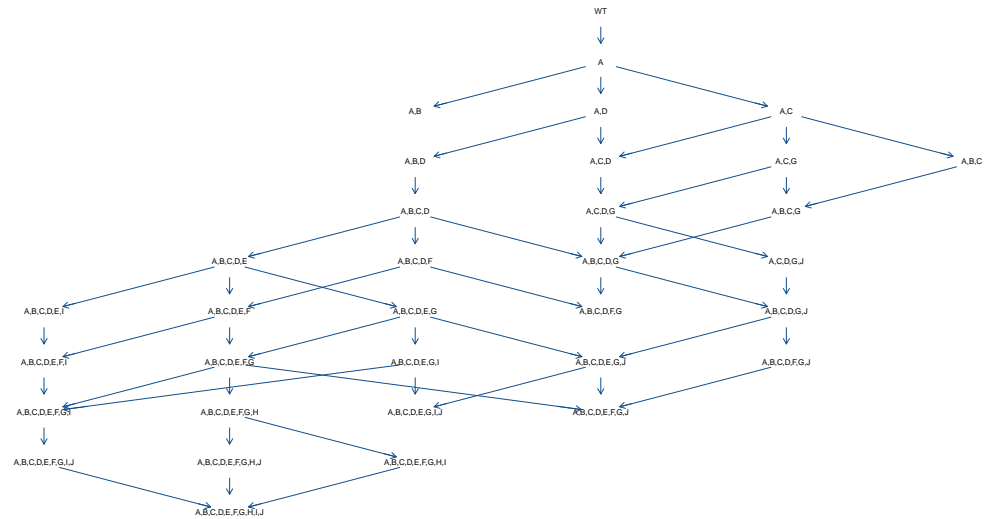 WT
A
A,B
A,D
A,C
A,B,D
A,C,D
A,C,G
A,B,C
A,B,C,D
A,C,D,G
A,B,C,G
A,B,C,D,E
A,B,C,D,F
A,B,C,D,G
A,C,D,G,J
A,B,C,D,E,I
A,B,C,D,E,F
A,B,C,D,E,G
A,B,C,D,F,G
A,B,C,D,G,J
A,B,C,D,E,F,I
A,B,C,D,E,F,G
A,B,C,D,E,G,I
A,B,C,D,E,G,J
A,B,C,D,F,G,J
A,B,C,D,E,F,G,I
A,B,C,D,E,F,G,H
A,B,C,D,E,G,I,J
A,B,C,D,E,F,G,J
A,B,C,D,E,F,G,I,J
A,B,C,D,E,F,G,H,J
A,B,C,D,E,F,G,H,I
A,B,C,D,E,F,G,H,I,J